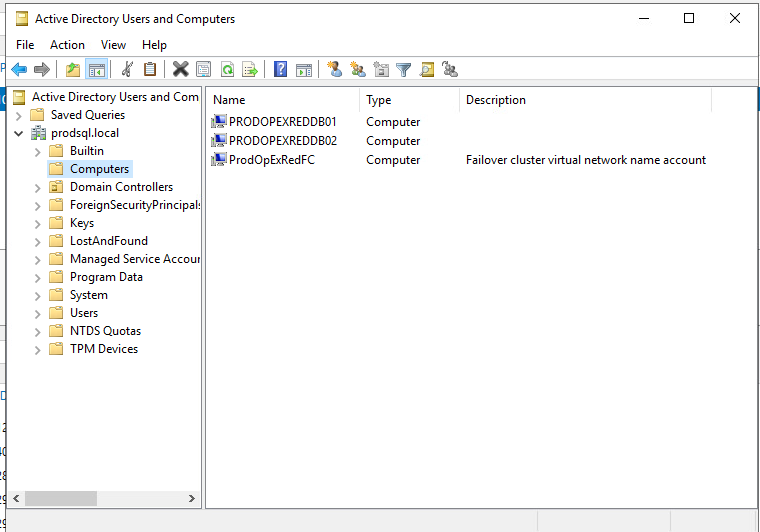 Active Directory Users and Computers
File Action View Help
Active Directory Users and Com
Saved Queries
prodsql.local
Builtin
Computers
Domain Controllers
ForeignSecurityPrincipals
Keys
LostAndFound
Managed Service Accour
Program Data
System
Users
NTDS Quotas
TPM Devices
Name Type Description
PRODOPEXREDDB01 Computer
PRODOPEXREDDB02 Computer
ProdOpExRedFC Computer Failover cluster virtual network name account